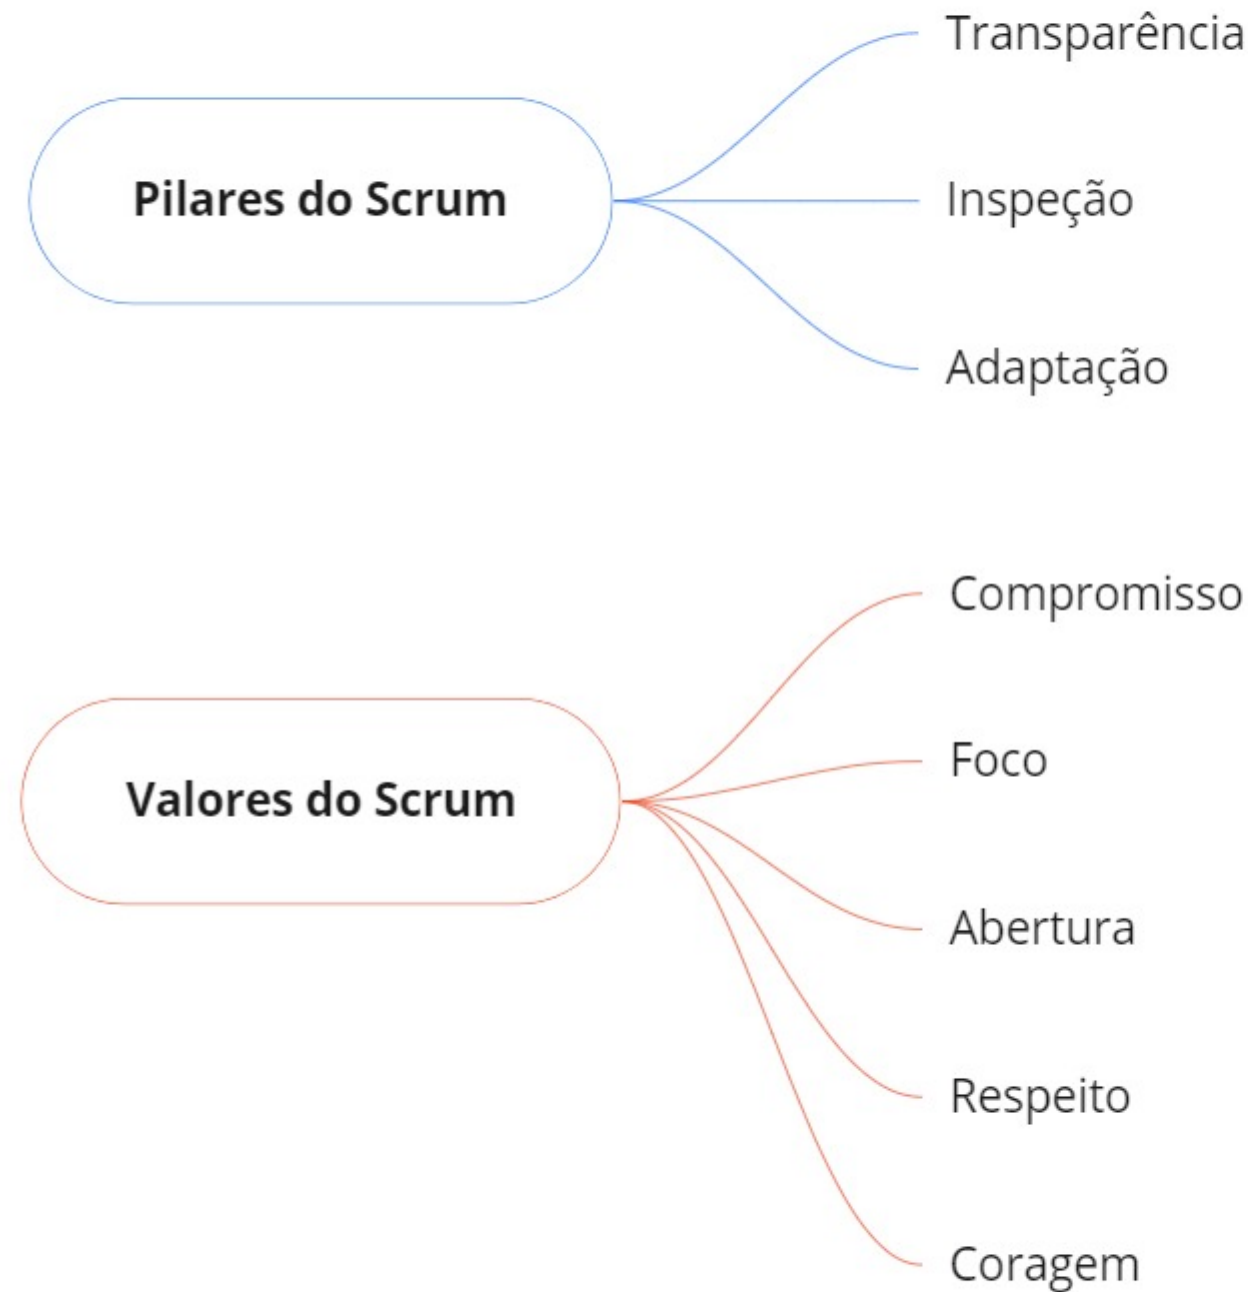 Pilares do Scrum
Transparência
Inspeção
Adaptação
Valores do Scrum
Compromisso
Foco
Abertura
Respeito
Coragem